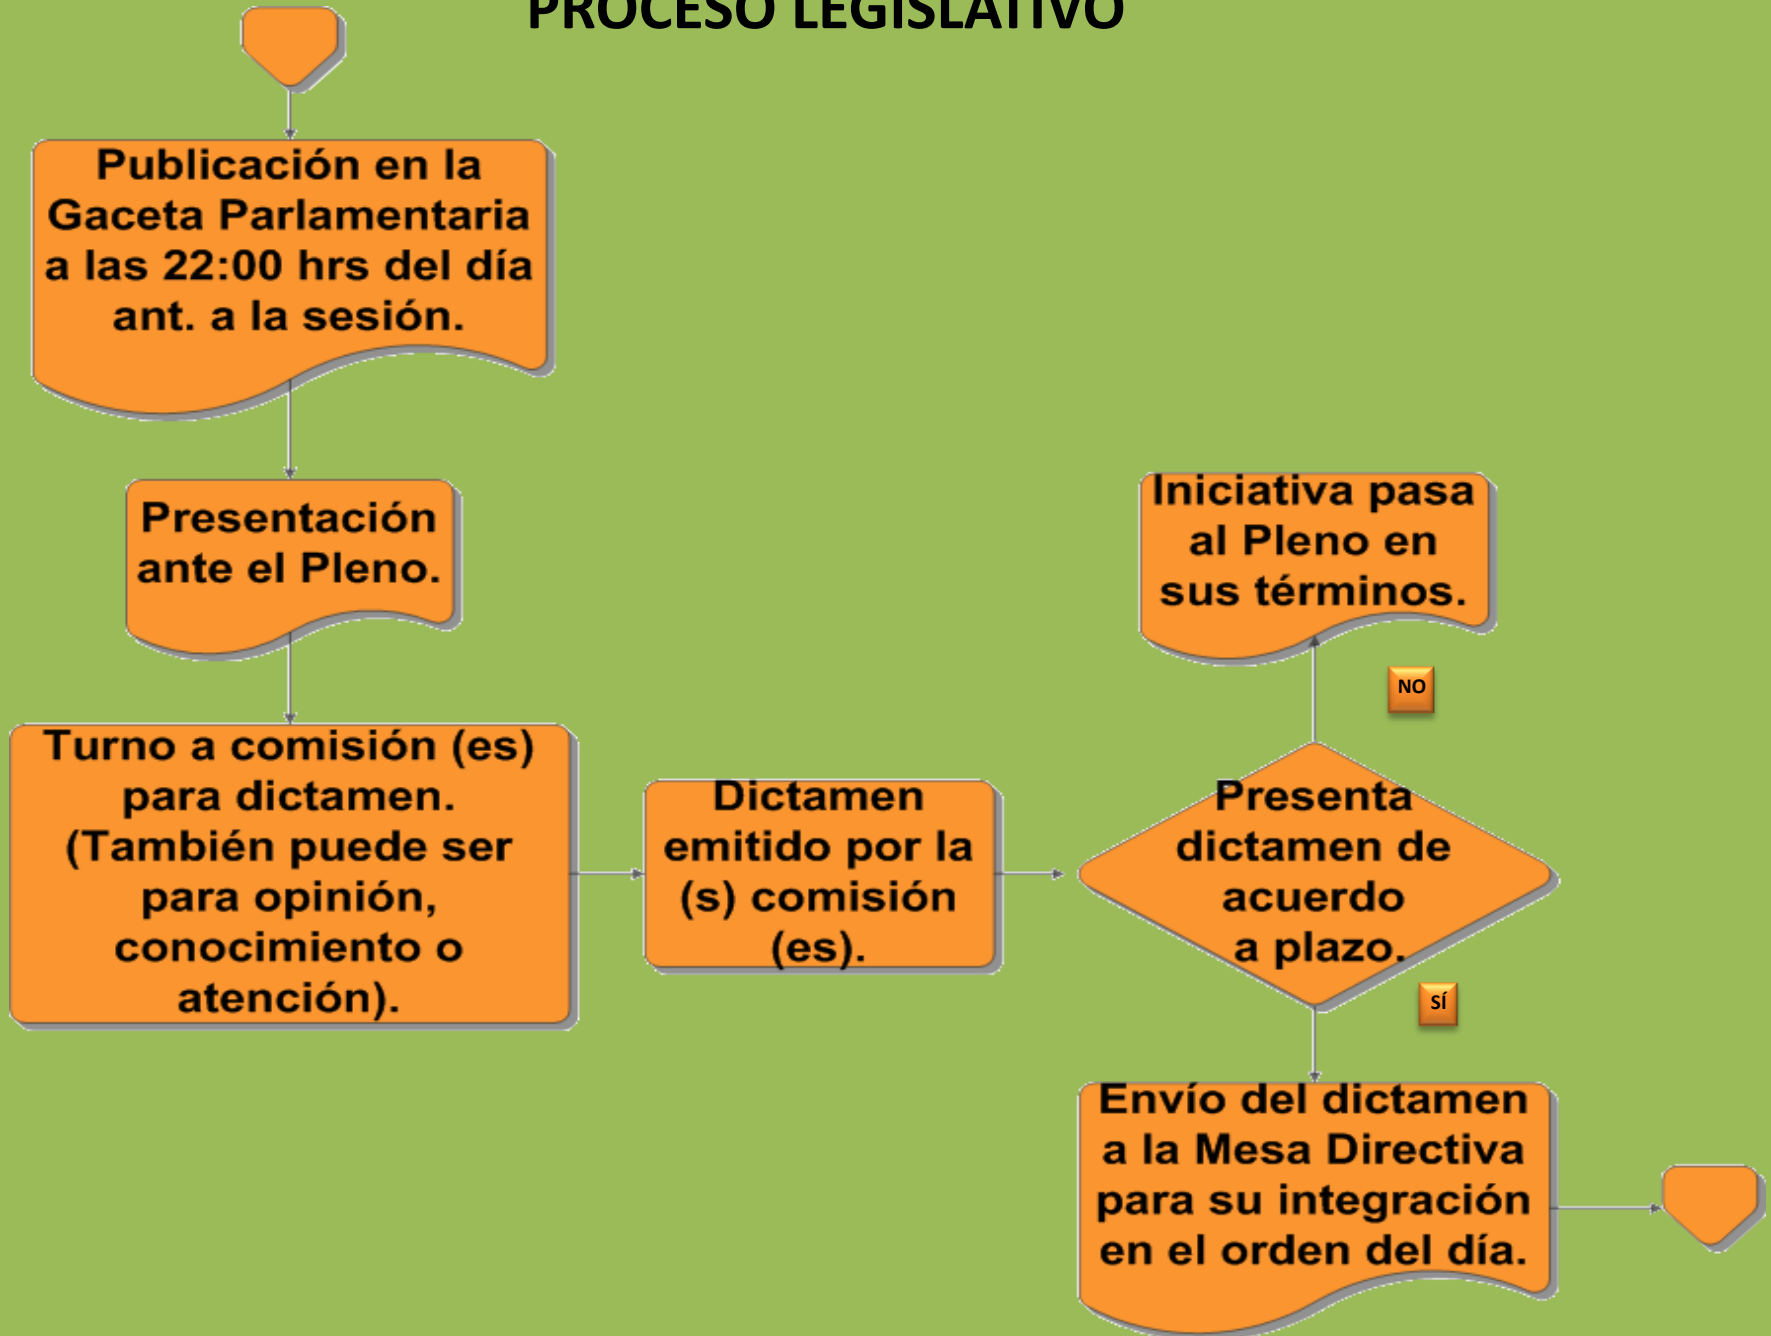 PROCESO LEGISLATIVO
Publicación en la
Gaceta Parlamentaria
a las 22:00 hrs del día
ant. a la sesión.
Presentación
ante el Pleno.
Turno a comisión (es)
para dictamen.
(También puede ser
para opinión,
conocimiento o
atención).
Dictamen
emitido por la
(s) comisión
(es).
Presenta
dictamen de
acuerdo
a plazo.
NO
Iniciativa pasa
al Pleno en
sus términos.
SÍ
Envío del dictamen
a la Mesa Directiva
para su integración
en el orden del día.